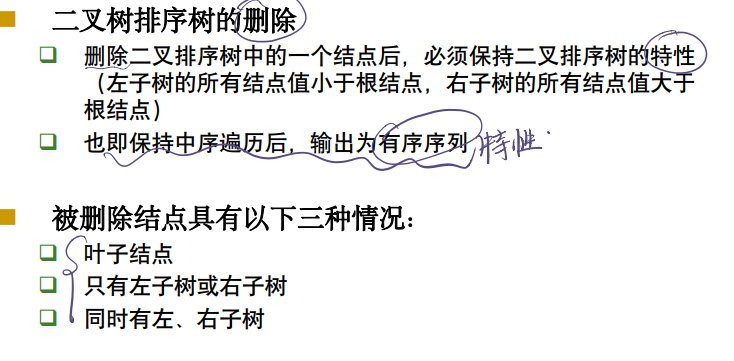 二叉树排序树的删除
删除二叉排序树中的一个结点后，必须保持二叉排序树的特性
（左子树的所有结点值小于根结点，右子树的所有结点值大于
根结点）
也即保持中序遍历后，输出为有序序列 特性.
被删除结点具有以下三种情况：
叶子结点
只有左子树或右子树
同时有左、右子树